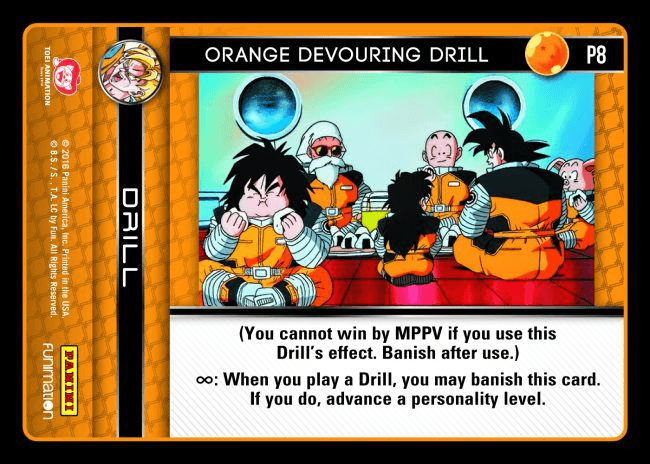 ORANGE DEVOURING DRILL
P8
DRILL
(You cannot win by MPPV if you use this
Drill's effect. Banish after use.)
∞: When you play a Drill, you may banish this card.
If you do, advance a personality level.
TOEI ANIMATION
© 2016 Panini America, Inc. Printed in the USA.
© B.S. / S. , T.A. LC by Fun. All Rights Reserved.
PANINI
FUNimation